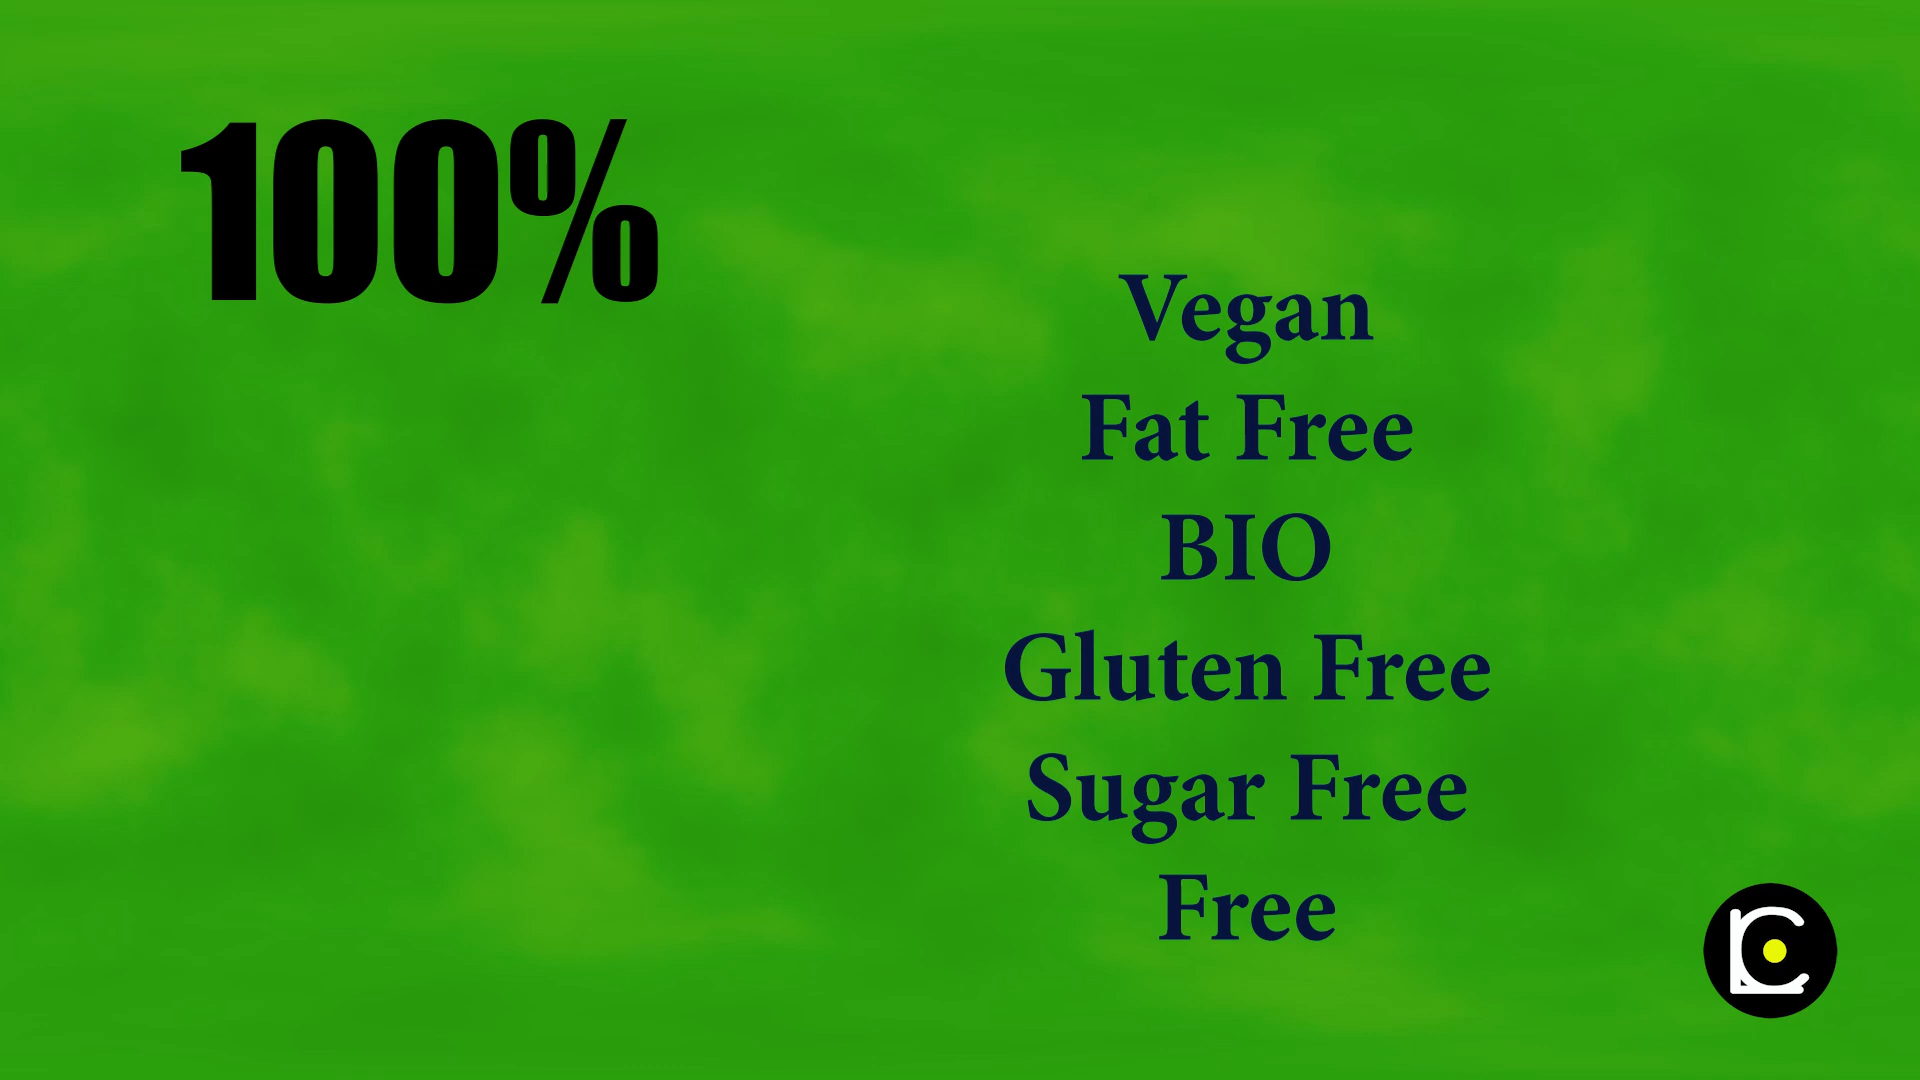 100%
Vegan
Fat Free
BIO
Gluten Free
Sugar Free
Free